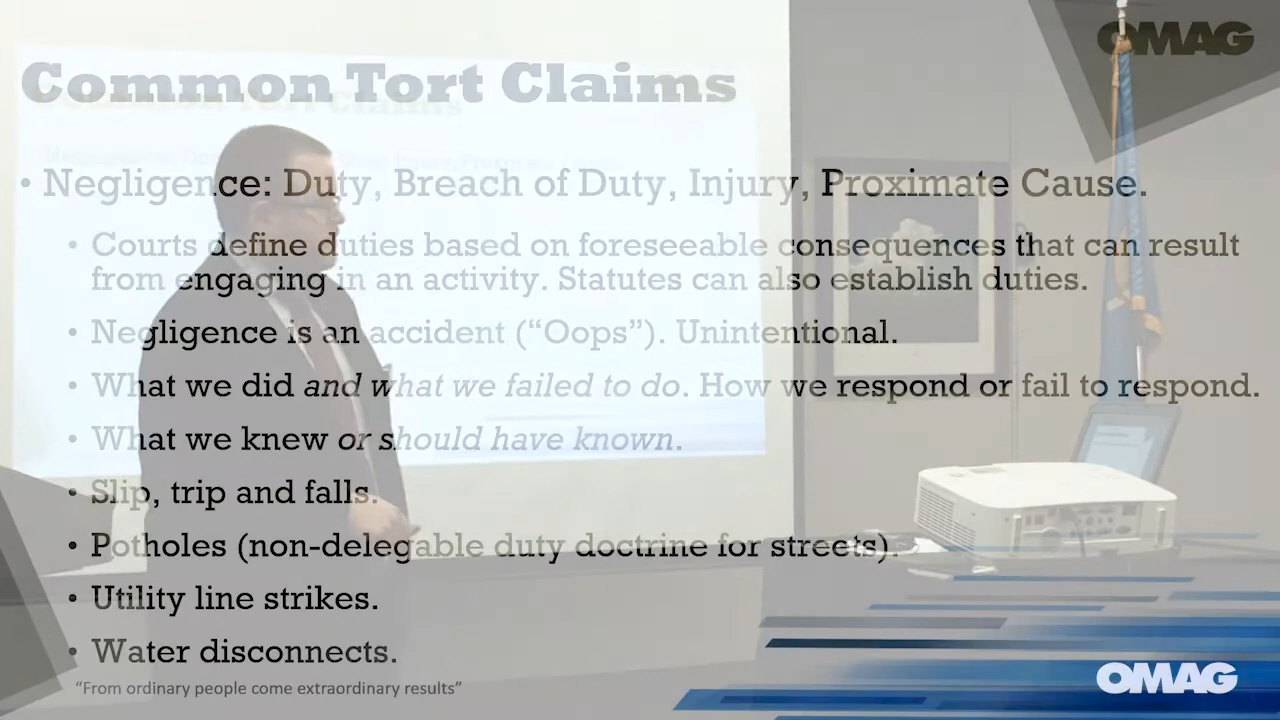 OMAG
Common Tort Claims
• Negligence: Duty, Breach of Duty, Injury, Proximate Cause.
• Courts define duties based on foreseeable consequences that can result
from engaging in an activity. Statutes can also establish duties.
• Negligence is an accident (“Oops”). Unintentional.
• What we did and what we failed to do. How we respond or fail to respond.
• What we knew or should have known.
• Slip, trip and falls.
• Potholes (non-delegable duty doctrine for streets).
• Utility line strikes.
• Water disconnects.
“From ordinary people come extraordinary results”
OMAG